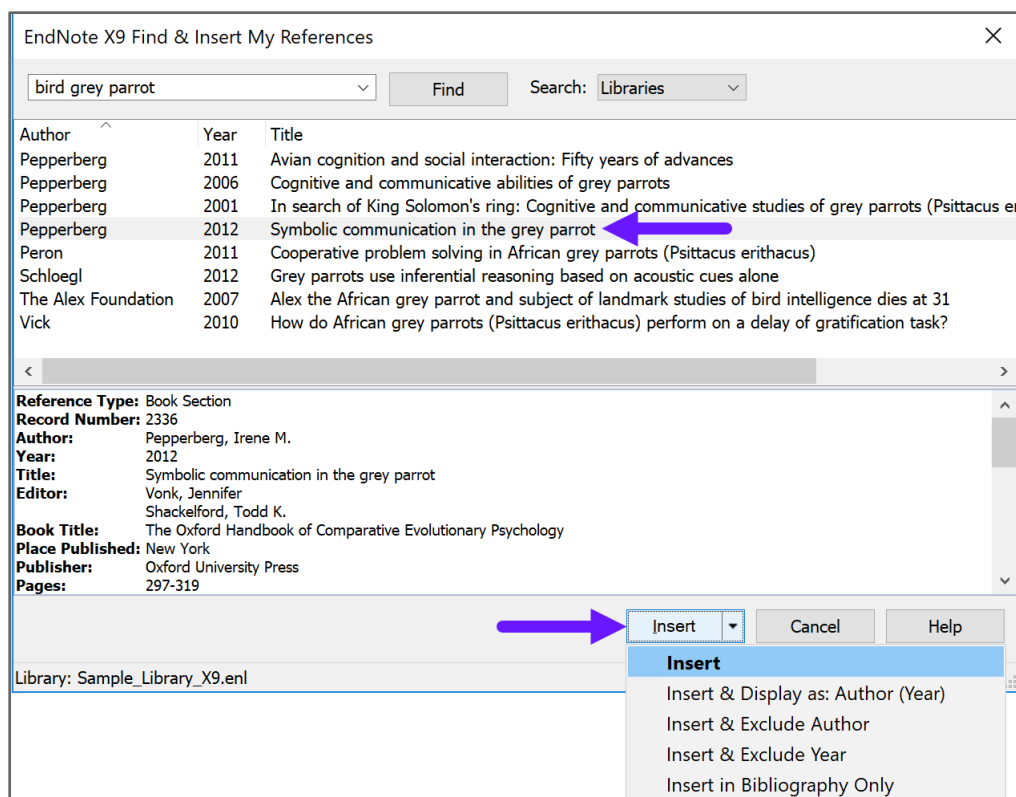 EndNote X9 Find & Insert My References
bird grey parrot Find Search: Libraries
Author Year Title
Pepperberg 2011 Avian cognition and social interaction: Fifty years of advances
Pepperberg 2006 Cognitive and communicative abilities of grey parrots
Pepperberg 2001 In search of King Solomon's ring: Cognitive and communicative studies of grey parrots (Psittacus er
Pepperberg 2012 Symbolic communication in the grey parrot
Peron 2011 Cooperative problem solving in African grey parrots (Psittacus erithacus)
Schloegl 2012 Grey parrots use inferential reasoning based on acoustic cues alone
The Alex Foundation 2007 Alex the African grey parrot and subject of landmark studies of bird intelligence dies at 31
Vick 2010 How do African grey parrots (Psittacus erithacus) perform on a delay of gratification task?
Reference Type: Book Section
Record Number: 2336
Author: Pepperberg, Irene M.
Year: 2012
Title: Symbolic communication in the grey parrot
Editor: Vonk, Jennifer
Shackelford, Todd K.
Book Title: The Oxford Handbook of Comparative Evolutionary Psychology
Place Published: New York
Publisher: Oxford University Press
Pages: 297-319
Insert Cancel Help
Library: Sample_Library_X9.enl
Insert
Insert & Display as: Author (Year)
Insert & Exclude Author
Insert & Exclude Year
Insert in Bibliography Only